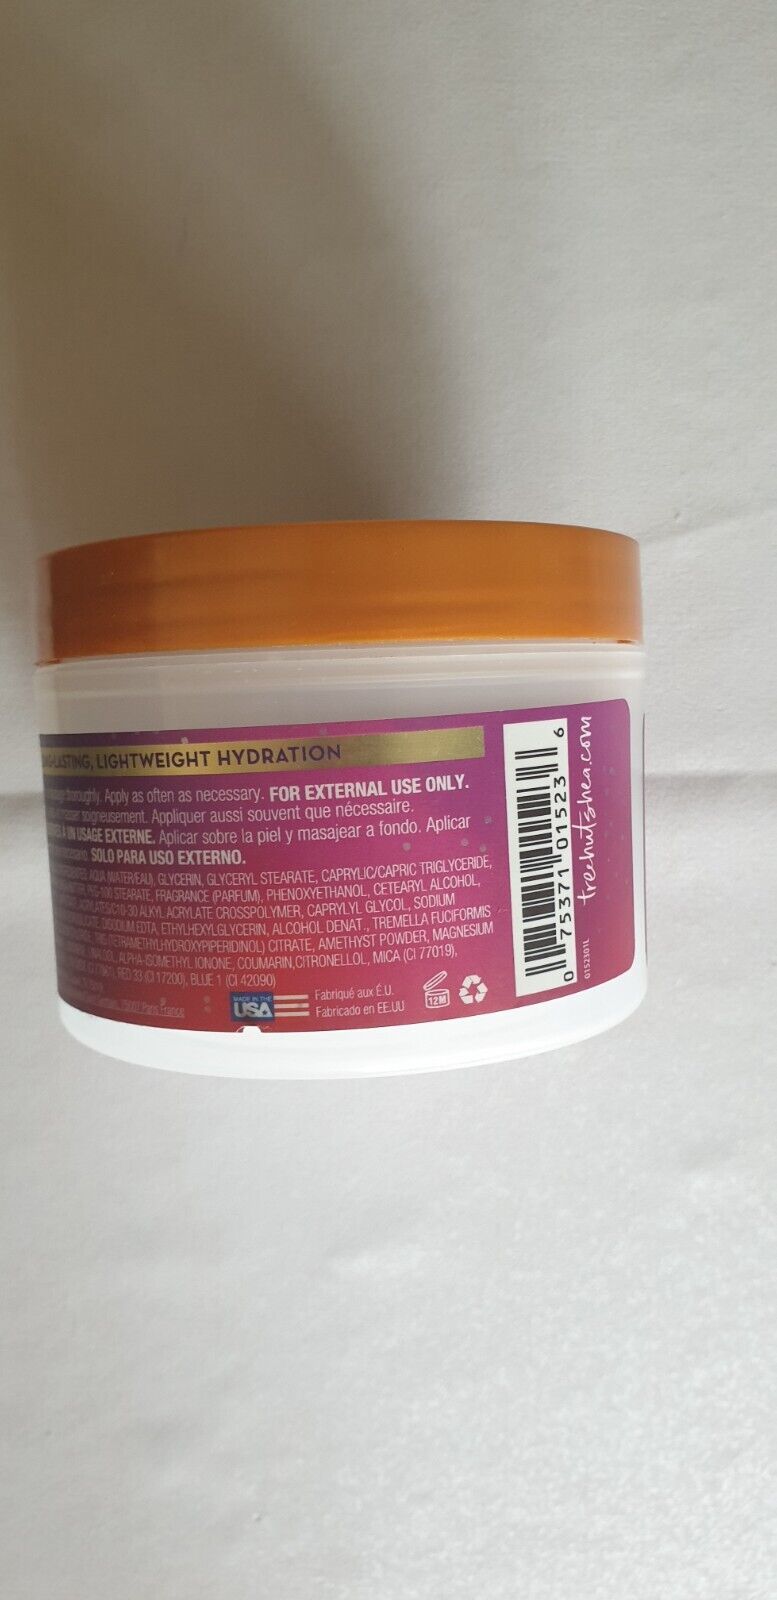 LASTING, LIGHTWEIGHT HYDRATION
thoroughly. Apply as often as necessary. FOR EXTERNAL USE ONLY.
masser soigneusement. Appliquer aussi souvent que nécessaire.
A UN USAGE EXTERNE. Aplicar sobre la piel y masajear a fondo. Aplicar
SOLO PARA USO EXTERNO.
AQUA (WATER/EAU), GLYCERIN, GLYCERYL STEARATE, CAPRYLIC/CAPRIC TRIGLYCERIDE,
PEG-100 STEARATE, FRAGRANCE (PARFUM), PHENOXYETHANOL, CETEARYL ALCOHOL,
ACRYLATES/C10-30 ALKYL ACRYLATE CROSSPOLYMER, CAPRYLYL GLYCOL, SODIUM
DISODIUM EDTA, ETHYLHEXYLGLYCERIN, ALCOHOL DENAT., TREMELLA FUCIFORMIS
TRIS (TETRAMETHYLHYDROXYPIPERIDINOL) CITRATE, AMETHYST POWDER, MAGNESIUM
LINALOOL, ALPHA-ISOMETHYL IONONE, COUMARIN, CITRONELLOL, MICA (CI 77019),
RED 33 (CI 17200), BLUE 1 (CI 42090)
75007 Paris France
MADE IN THE
USA
Fabriqué aux É.U.
Fabricado en EE.UU
12M
0 75371 01523 6
treehutshea.com
0152301L